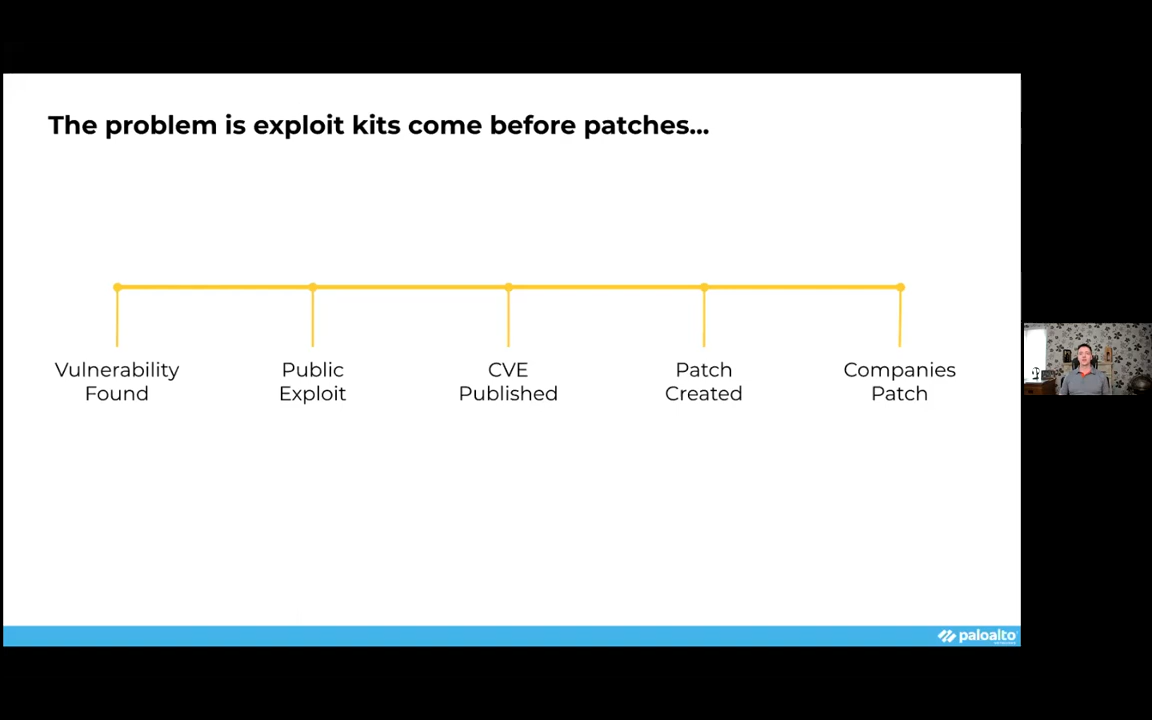 The problem is exploit kits come before patches...
Vulnerability
Found
Public
Exploit
CVE
Published
Patch
Created
Companies
Patch
paloalto